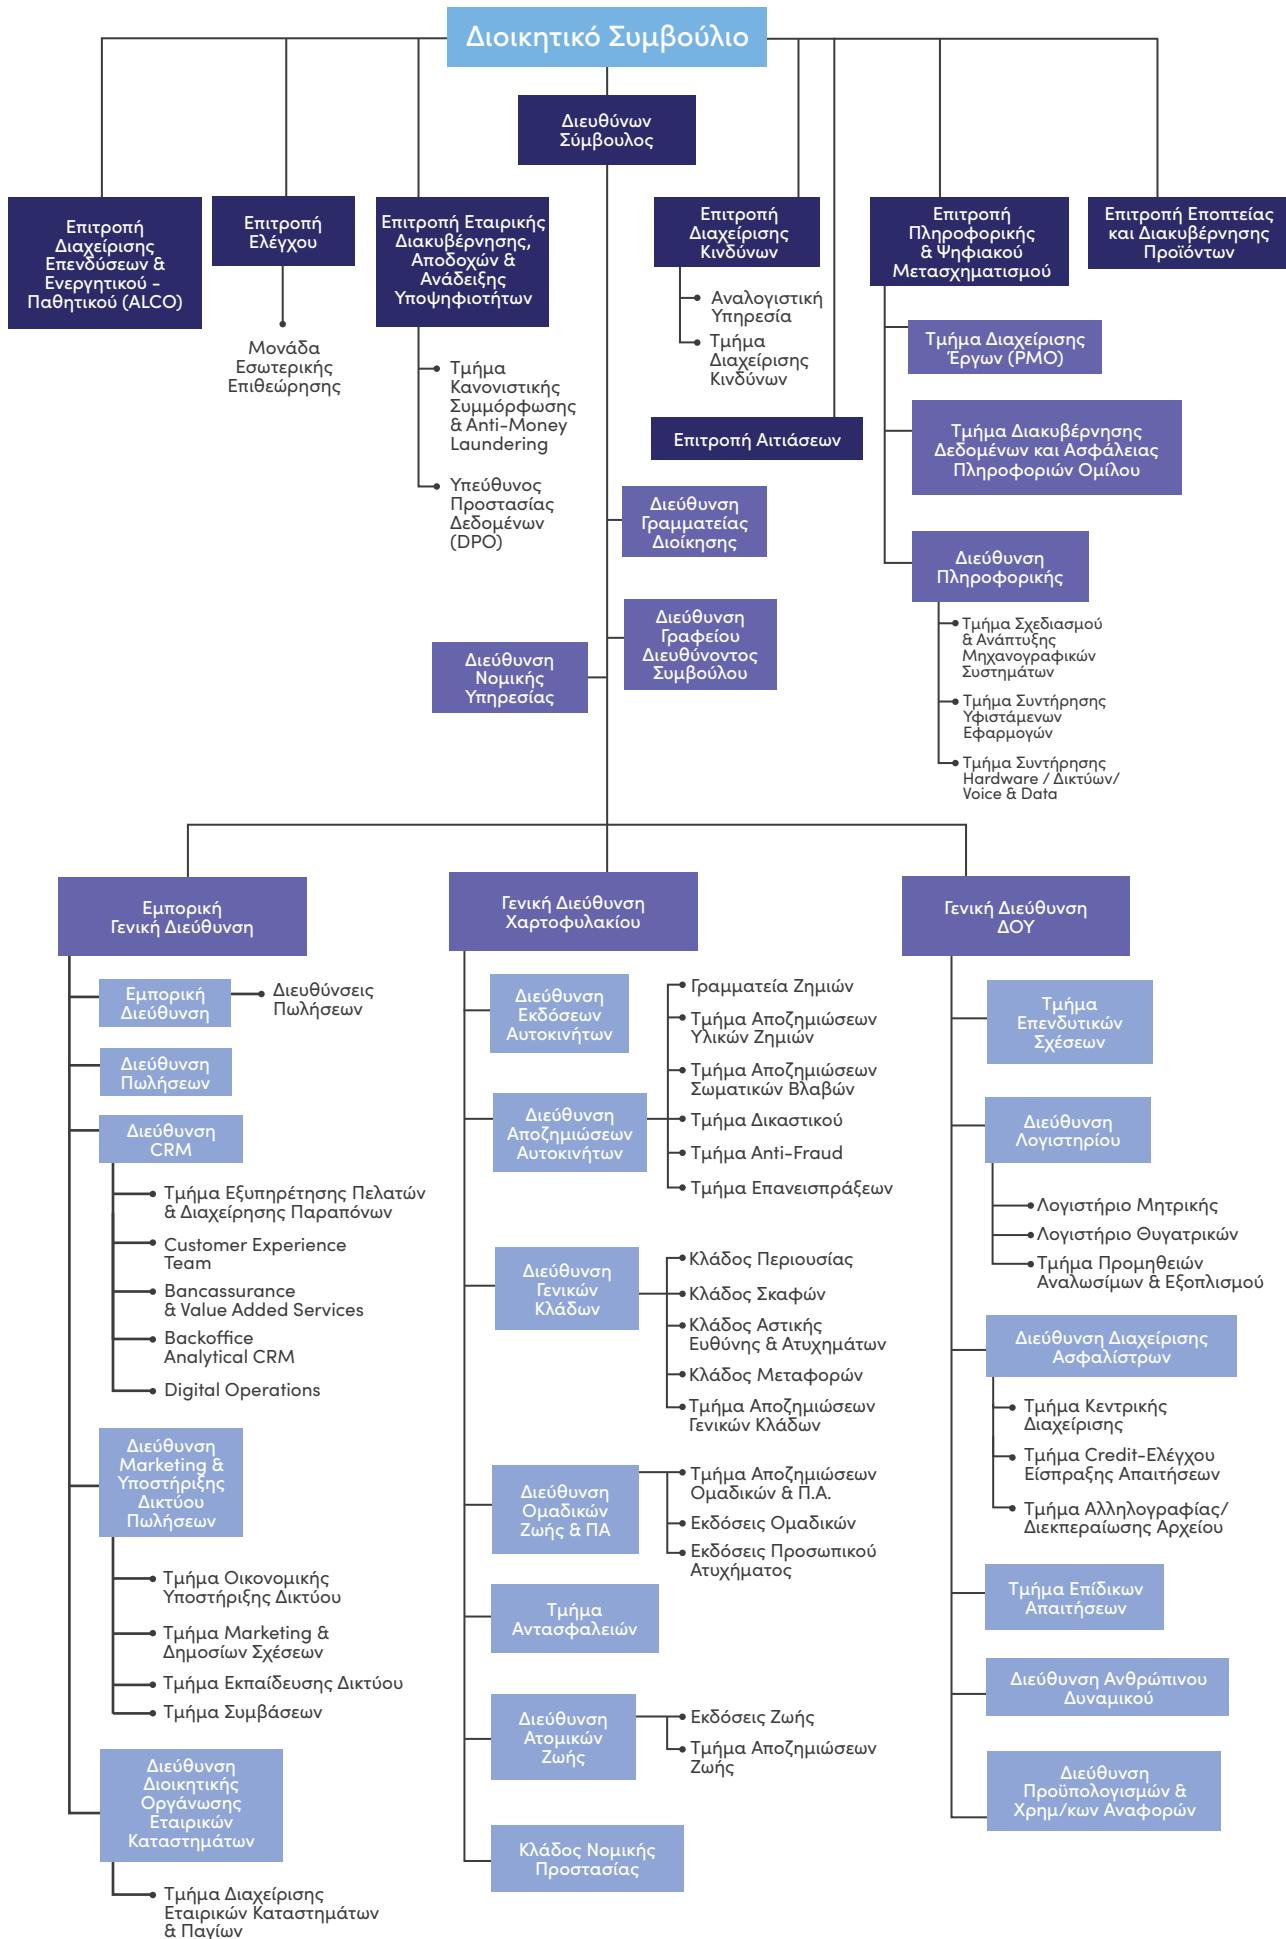 Διοικητικό Συμβούλιο
Διευθύνων
Σύμβουλος
Επιτροπή
Διαχείρισης
Επενδύσεων &
Ενεργητικού -
Παθητικού (ALCO)
Επιτροπή
Ελέγχου
Μονάδα
Εσωτερικής
Επιθεώρησης
Επιτροπή Εταιρικής
Διακυβέρνησης,
Αποδοχών &
Ανάδειξης
Υποψηφιοτήτων
Τμήμα
Κανονιστικής
Συμμόρφωσης
& Anti-Money
Laundering
Υπεύθυνος
Προστασίας
Δεδομένων
(DPO)
Επιτροπή
Διαχείρισης
Κινδύνων
Αναλογιστική
Υπηρεσία
Τμήμα
Διαχείρισης
Κινδύνων
Επιτροπή Αιτιάσεων
Επιτροπή
Πληροφορικής
& Ψηφιακού
Μετασχηματισμού
Τμήμα Διαχείρισης
Έργων (PMO)
Τμήμα Διακυβέρνησης
Δεδομένων και Ασφάλειας
Πληροφοριών Ομίλου
Διεύθυνση
Πληροφορικής
Τμήμα Σχεδιασμού
& Ανάπτυξης
Μηχανογραφικών
Συστημάτων
Τμήμα Συντήρησης
Υφιστάμενων
Εφαρμογών
Τμήμα Συντήρησης
Hardware / Δικτύων/
Voice & Data
Επιτροπή Εποπτείας
και Διακυβέρνησης
Προϊόντων
Διεύθυνση
Γραμματείας
Διοίκησης
Διεύθυνση
Γραφείου
Διευθύνοντος
Συμβούλου
Διεύθυνση
Νομικής
Υπηρεσίας
Εμπορική
Γενική Διεύθυνση
Εμπορική
Διεύθυνση
Διευθύνσεις
Πωλήσεων
Διεύθυνση
Πωλήσεων
Διεύθυνση
CRM
Τμήμα Εξυπηρέτησης Πελατών
& Διαχείρησης Παραπόνων
Customer Experience
Team
Bancassurance
& Value Added Services
Backoffice
Analytical CRM
Digital Operations
Διεύθυνση
Marketing &
Υποστήριξης
Δικτύου
Πωλήσεων
Τμήμα Οικονομικής
Υποστήριξης Δικτύου
Τμήμα Marketing &
Δημοσίων Σχέσεων
Τμήμα Εκπαίδευσης Δικτύου
Τμήμα Συμβάσεων
Διεύθυνση
Διοικητικής
Οργάνωσης
Εταιρικών
Καταστημάτων
Τμήμα Διαχείρισης
Εταιρικών Καταστημάτων
& Παγίων
Γενική Διεύθυνση
Χαρτοφυλακίου
Διεύθυνση
Εκδόσεων
Αυτοκινήτων
Διεύθυνση
Αποζημιώσεων
Αυτοκινήτων
Γραμματεία Ζημιών
Τμήμα Αποζημιώσεων
Υλικών Ζημιών
Τμήμα Αποζημιώσεων
Σωματικών Βλαβών
Τμήμα Δικαστικού
Τμήμα Anti-Fraud
Τμήμα Επανεισπράξεων
Διεύθυνση
Γενικών
Κλάδων
Κλάδος Περιουσίας
Κλάδος Σκαφών
Κλάδος Αστικής
Ευθύνης & Ατυχημάτων
Κλάδος Μεταφορών
Τμήμα Αποζημιώσεων
Γενικών Κλάδων
Διεύθυνση
Ομαδικών
Ζωής & ΠΑ
Τμήμα Αποζημιώσεων
Ομαδικών & Π.Α.
Εκδόσεις Ομαδικών
Εκδόσεις Προσωπικού
Ατυχήματος
Τμήμα
Αντασφαλειών
Διεύθυνση
Ατομικών
Ζωής
Εκδόσεις Ζωής
Τμήμα Αποζημιώσεων
Ζωής
Κλάδος Νομικής
Προστασίας
Γενική Διεύθυνση
ΔΟΥ
Τμήμα
Επενδυτικών
Σχέσεων
Διεύθυνση
Λογιστηρίου
Λογιστήριο Μητρικής
Λογιστήριο Θυγατρικών
Τμήμα Προμηθειών
Αναλωσίμων & Εξοπλισμού
Διεύθυνση Διαχείρισης
Ασφαλίστρων
Τμήμα Κεντρικής
Διαχείρισης
Τμήμα Credit-Ελέγχου
Είσπραξης Απαιτήσεων
Τμήμα Αλληλογραφίας/
Διεκπεραίωσης Αρχείου
Τμήμα Επίδικων
Απαιτήσεων
Διεύθυνση Ανθρώπινου
Δυναμικού
Διεύθυνση
Προϋπολογισμών &
Χρημ/κων Αναφορών